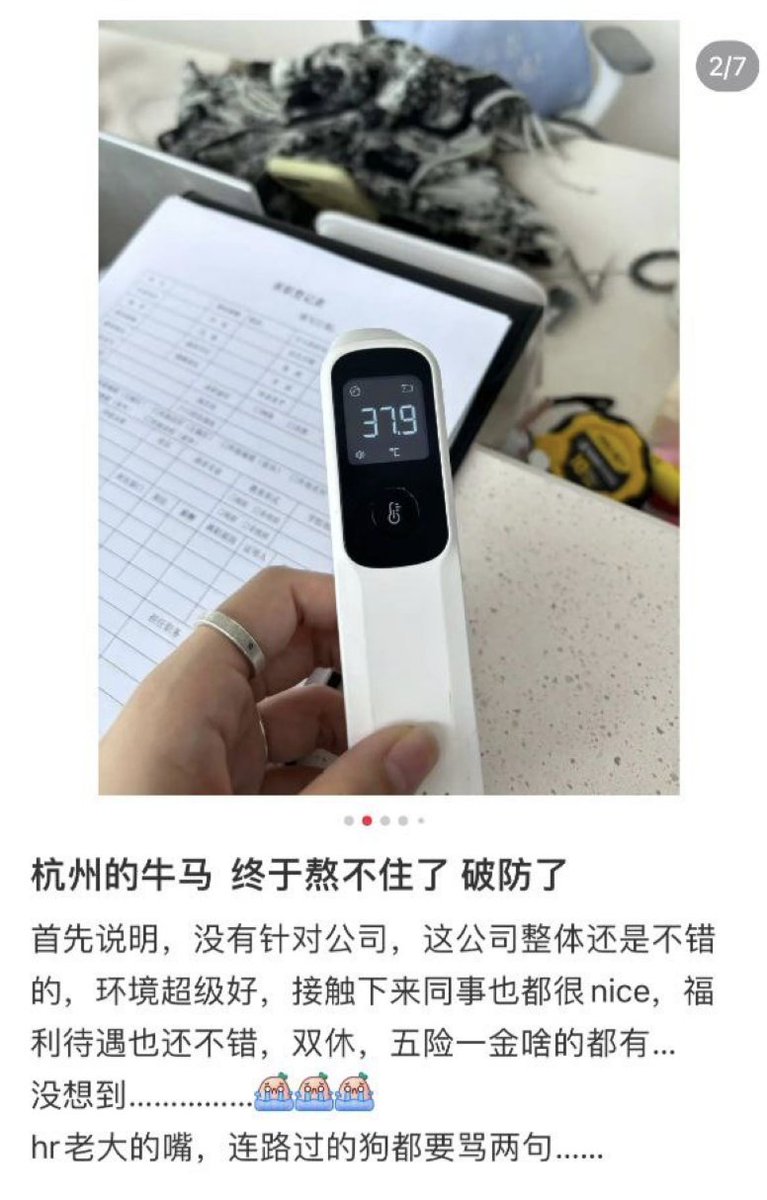 2/7
37.9
℃
杭州的牛马 终于熬不住了 破防了
首先说明，没有针对公司，这公司整体还是不错
的，环境超级好，接触下来同事也都很nice，福
利待遇也还不错，双休，五险一金啥的都有...
没想到...............😭😭😭
hr老大的嘴，连路过的狗都要骂两句......